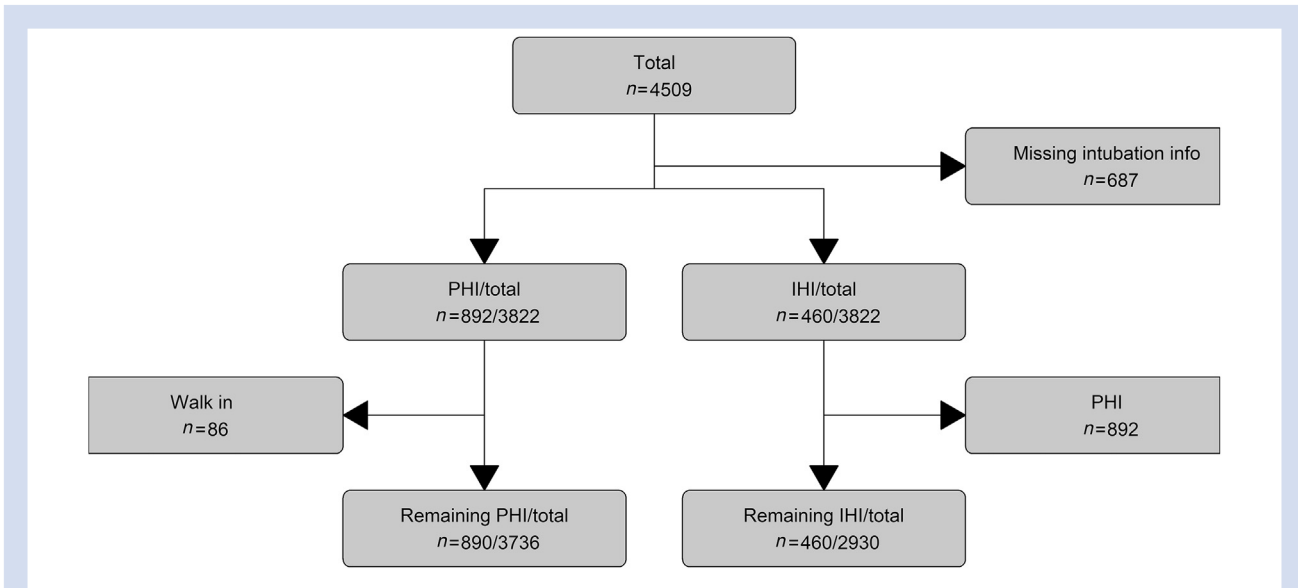 Total
n=4509
Missing intubation info
n=687
PHI/total
n=892/3822
IHI/total
n=460/3822
Walk in
n=86
PHI
n=892
Remaining PHI/total
n=890/3736
Remaining IHI/total
n=460/2930